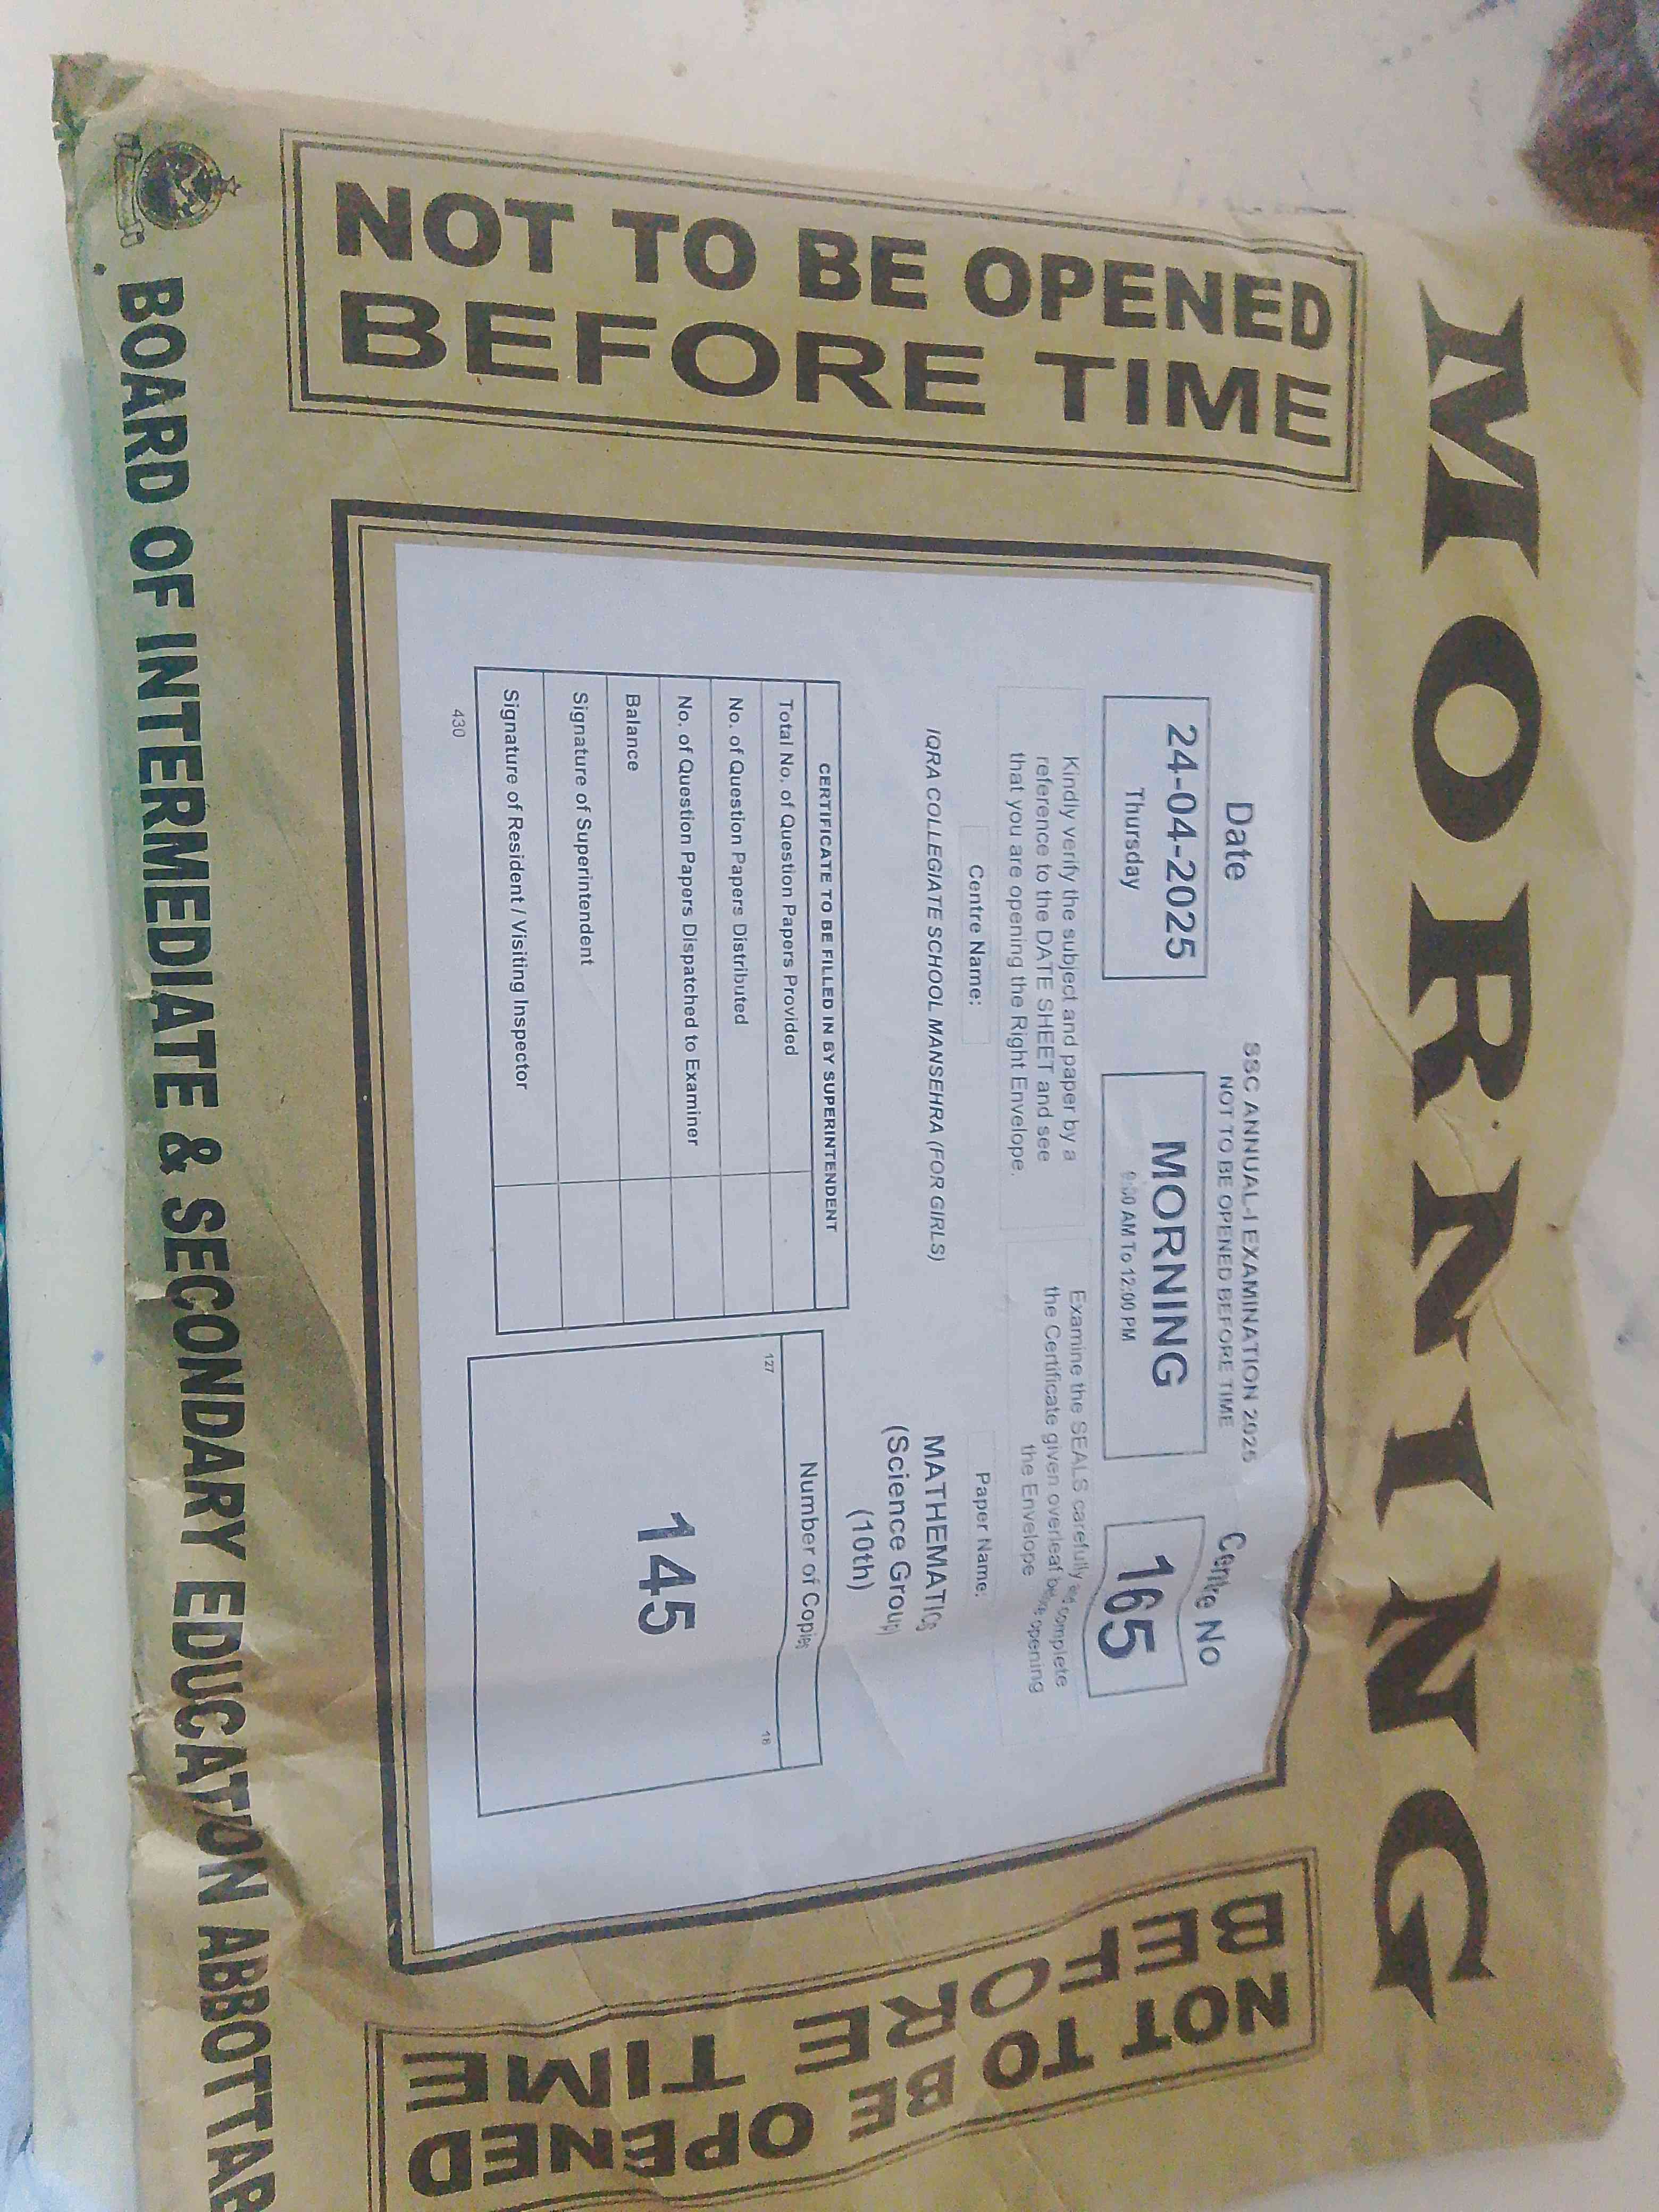 MORNING
NOT TO BE OPENED
BEFORE TIME
Date
24-04-2025
Thursday
SSC ANNUAL-I EXAMINATION 2025
NOT TO BE OPENED BEFORE TIME
MORNING
9:00 AM To 12:00 PM
Centre No
165
Kindly verify the subject and paper by a
reference to the DATE SHEET and see
that you are opening the Right Envelope.
Examine the SEALS carefully and complete
the Certificate given overleaf before opening
the Envelope
Centre Name:
IQRA COLLEGIATE SCHOOL MANSEHRA (FOR GIRLS)
Paper Name:
MATHEMATICS
(Science Group)
(10th)
CERTIFICATE TO BE FILLED IN BY SUPERINTENDENT
Total No. of Question Papers Provided
No. of Question Papers Distributed
No. of Question Papers Dispatched to Examiner
Balance
Signature of Superintendent
Signature of Resident / Visiting Inspector
430
Number of Copies
127
18
145
NOT TO BE OPENED
BEFORE TIME
BOARD OF INTERMEDIATE & SECONDARY EDUCATION ABBOTTAB